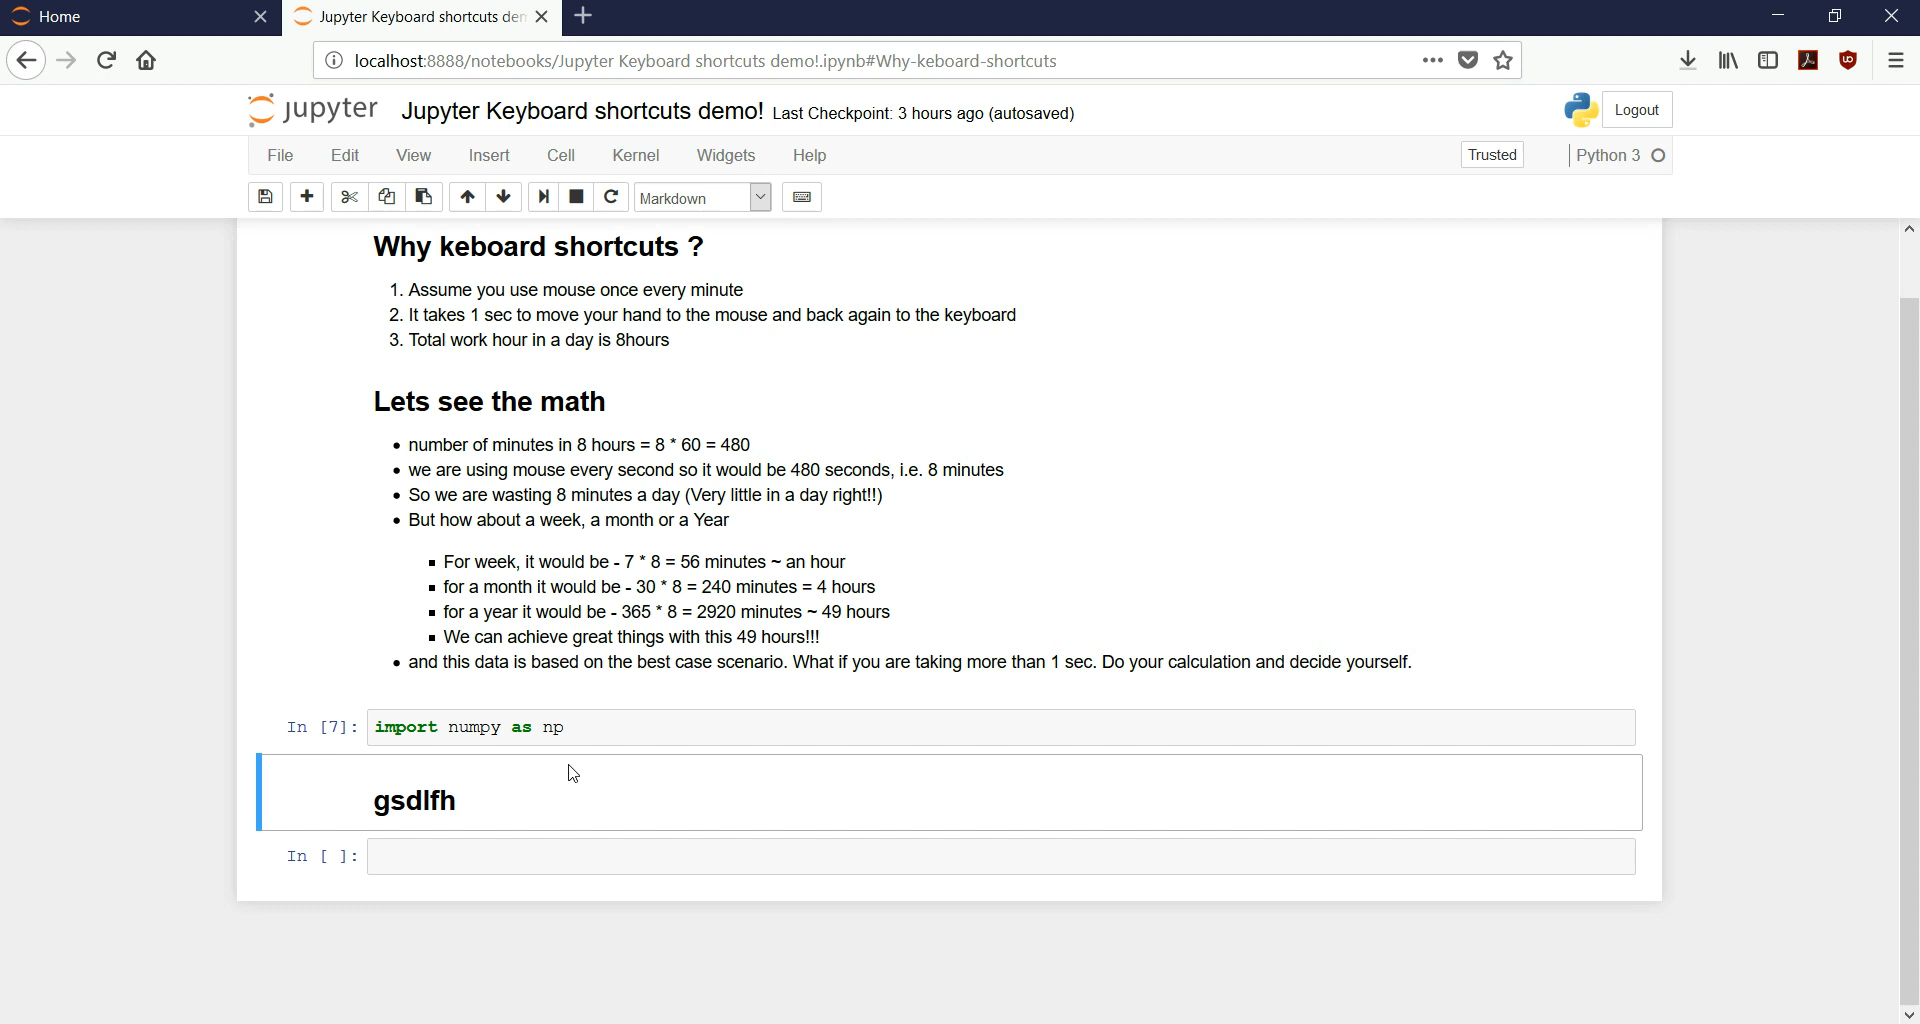 Home
Jupyter Keyboard shortcuts den
localhost:8888/notebooks/Jupyter Keyboard shortcuts demo!.ipynb#Why-keboard-shortcuts
jupyter Jupyter Keyboard shortcuts demo! Last Checkpoint: 3 hours ago (autosaved) Logout
File Edit View Insert Cell Kernel Widgets Help Trusted Python 3
Markdown
Why keboard shortcuts ?
1. Assume you use mouse once every minute
2. It takes 1 sec to move your hand to the mouse and back again to the keyboard
3. Total work hour in a day is 8hours
Lets see the math
• number of minutes in 8 hours = 8 * 60 = 480
• we are using mouse every second so it would be 480 seconds, i.e. 8 minutes
• So we are wasting 8 minutes a day (Very little in a day right!!)
• But how about a week, a month or a Year
▪ For week, it would be - 7 * 8 = 56 minutes ~ an hour
▪ for a month it would be - 30 * 8 = 240 minutes = 4 hours
▪ for a year it would be - 365 * 8 = 2920 minutes ~ 49 hours
▪ We can achieve great things with this 49 hours!!!
• and this data is based on the best case scenario. What if you are taking more than 1 sec. Do your calculation and decide yourself.
In [7]: import numpy as np
gsdlfh
In [ ]: